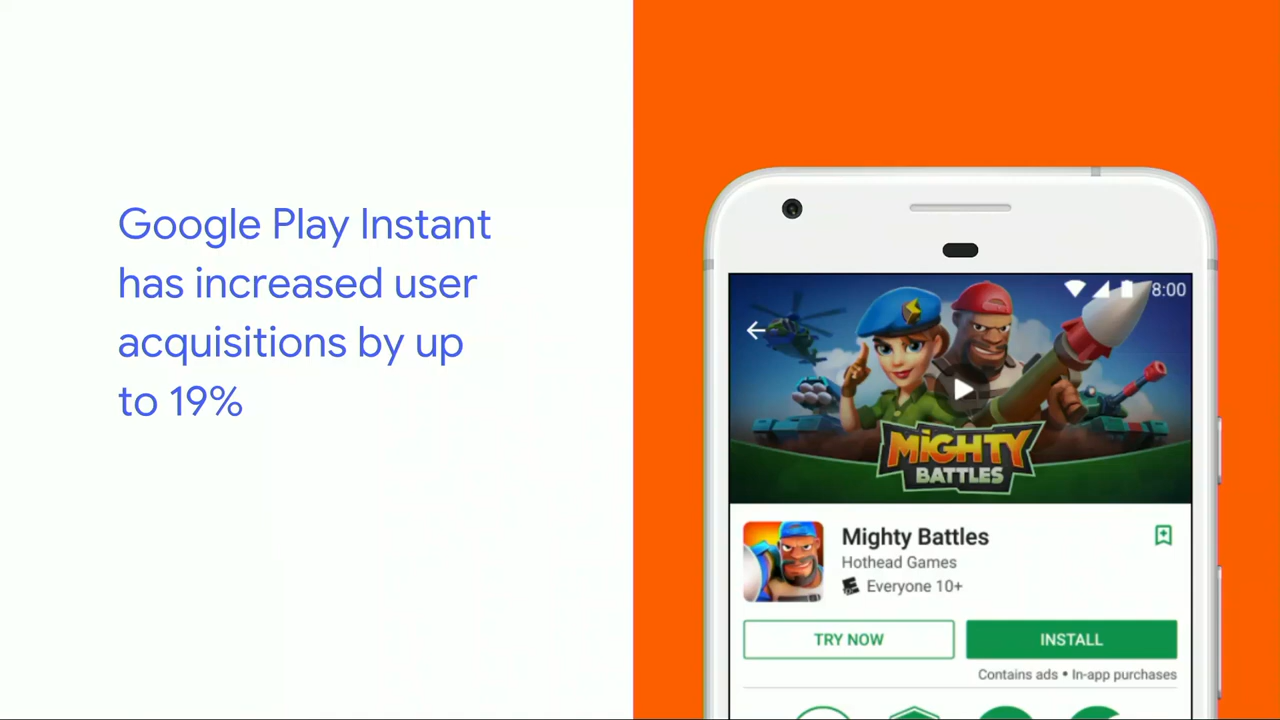 Google Play Instant
has increased user
acquisitions by up
to 19%
8:00
MIGHTY
BATTLES
Mighty Battles
Hothead Games
E Everyone 10+
TRY NOW
INSTALL
Contains ads • In-app purchases